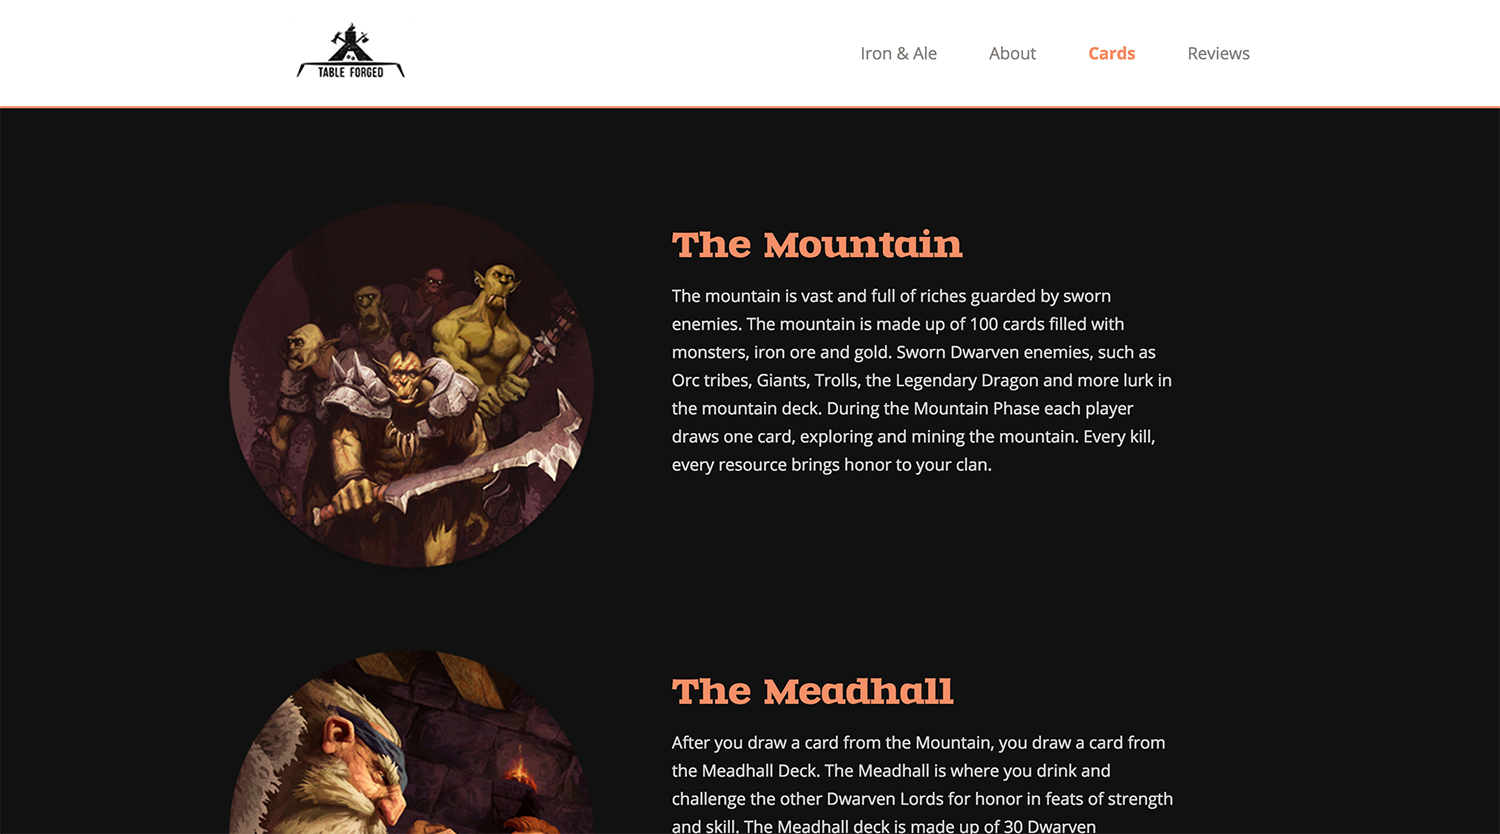 TABLE FORGED
Iron & Ale
About
Cards
Reviews
The Mountain
The mountain is vast and full of riches guarded by sworn
enemies. The mountain is made up of 100 cards filled with
monsters, iron ore and gold. Sworn Dwarven enemies, such as
Orc tribes, Giants, Trolls, the Legendary Dragon and more lurk in
the mountain deck. During the Mountain Phase each player
draws one card, exploring and mining the mountain. Every kill,
every resource brings honor to your clan.
The Meadhall
After you draw a card from the Mountain, you draw a card from
the Meadhall Deck. The Meadhall is where you drink and
challenge the other Dwarven Lords for honor in feats of strength
and skill. The Meadhall deck is made up of 30 Dwarven